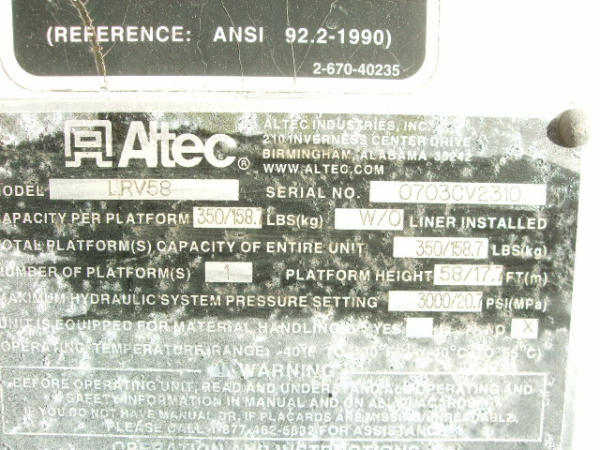 (REFERENCE: ANSI 92.2-1990)
2-670-40235
Altec®
ALTEC INDUSTRIES, INC.
210 INVERNESS CENTER DRIVE
BIRMINGHAM, ALABAMA 35242
WWW.ALTEC.COM
MODEL LRV58 SERIAL NO. 0703CV2310
CAPACITY PER PLATFORM 350/158.7 LBS(kg) W/O LINER INSTALLED
TOTAL PLATFORM(S) CAPACITY OF ENTIRE UNIT 350/158.7 LBS(kg)
NUMBER OF PLATFORM(S) 1 PLATFORM HEIGHT 58/17.7 FT(m)
MAXIMUM HYDRAULIC SYSTEM PRESSURE SETTING 3000/20.7 PSI(MPa)
UNIT IS EQUIPPED FOR MATERIAL HANDLING YES NO X
OPERATING TEMPERATURE RANGE: -40°F TO
WARNING
BEFORE OPERATING UNIT, READ AND UNDERSTAND ALL OPERATING AND
SAFETY INFORMATION IN MANUAL AND ON ALL PLACARDS.
IF YOU DO NOT HAVE MANUAL OR, IF PLACARDS ARE MISSING/UNREADABLE,
CALL 1-877-462-5832 FOR ASSISTANCE.
OPERATION AND INSTRUCTIONS